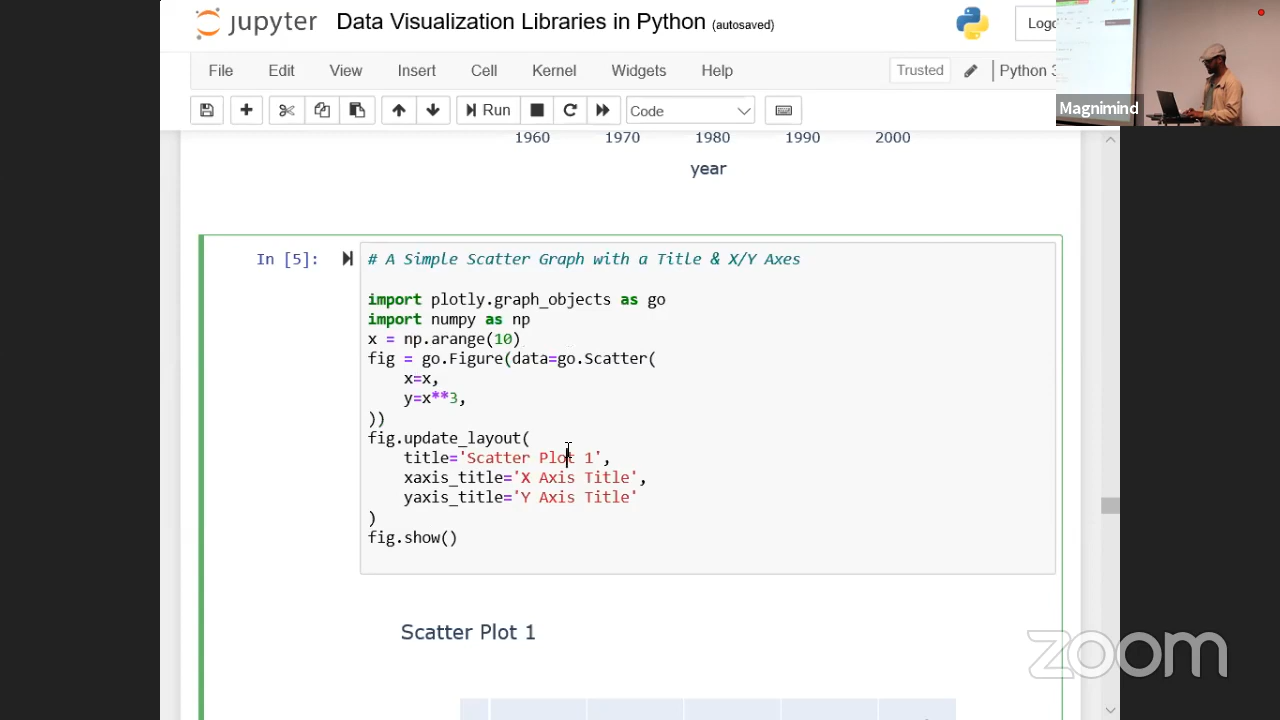 jupyter Data Visualization Libraries in Python (autosaved)
File Edit View Insert Cell Kernel Widgets Help Trusted Python 3
Run Code
Magnimind
1960 1970 1980 1990 2000
year
In [5]:
# A Simple Scatter Graph with a Title & X/Y Axes
import plotly.graph_objects as go
import numpy as np
x = np.arange(10)
fig = go.Figure(data=go.Scatter(
x=x,
y=x**3,
))
fig.update_layout(
title='Scatter Plot 1',
xaxis_title='X Axis Title',
yaxis_title='Y Axis Title'
)
fig.show()
Scatter Plot 1
zoom